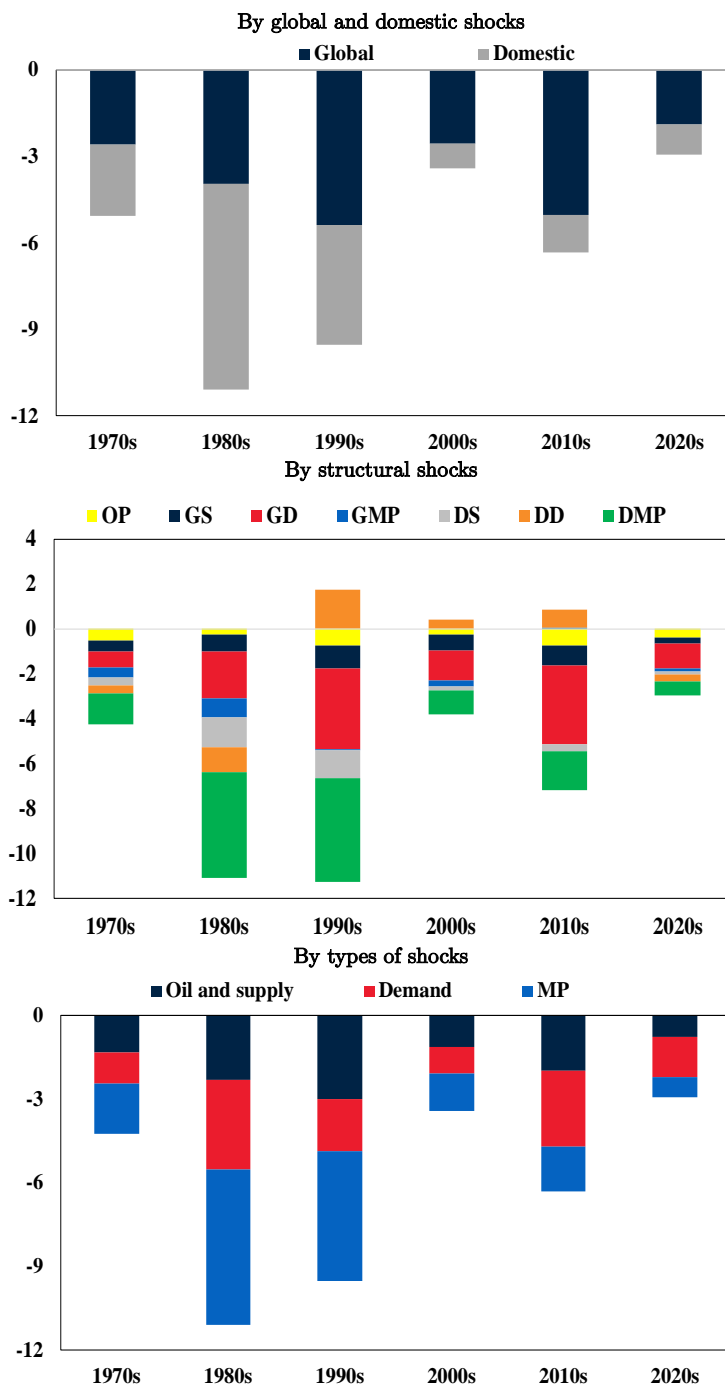 By global and domestic shocks
Global Domestic
0
-3
-6
-9
-12
1970s 1980s 1990s 2000s 2010s 2020s
By structural shocks
OP GS GD GMP DS DD DMP
4
2
0
-2
-4
-6
-8
-10
-12
1970s 1980s 1990s 2000s 2010s 2020s
By types of shocks
Oil and supply Demand MP
0
-3
-6
-9
-12
1970s 1980s 1990s 2000s 2010s 2020s